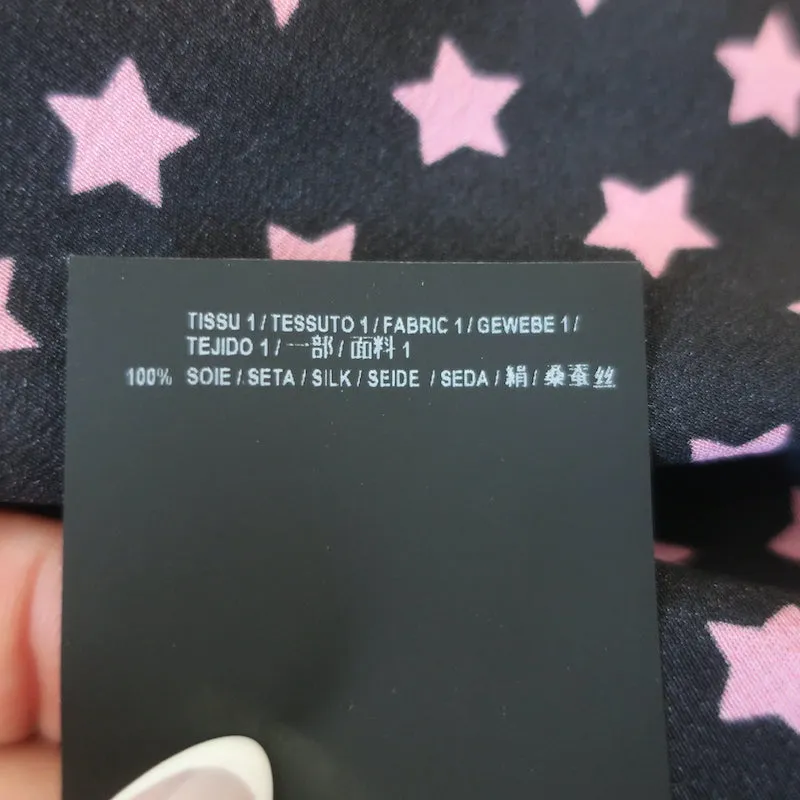 TISSU 1 / TESSUTO 1 / FABRIC 1 / GEWEBE 1 /
TEJIDO 1 / 一部 / 面料 1
100% SOIE / SETA / SILK / SEIDE / SEDA / 絹 / 桑蚕丝